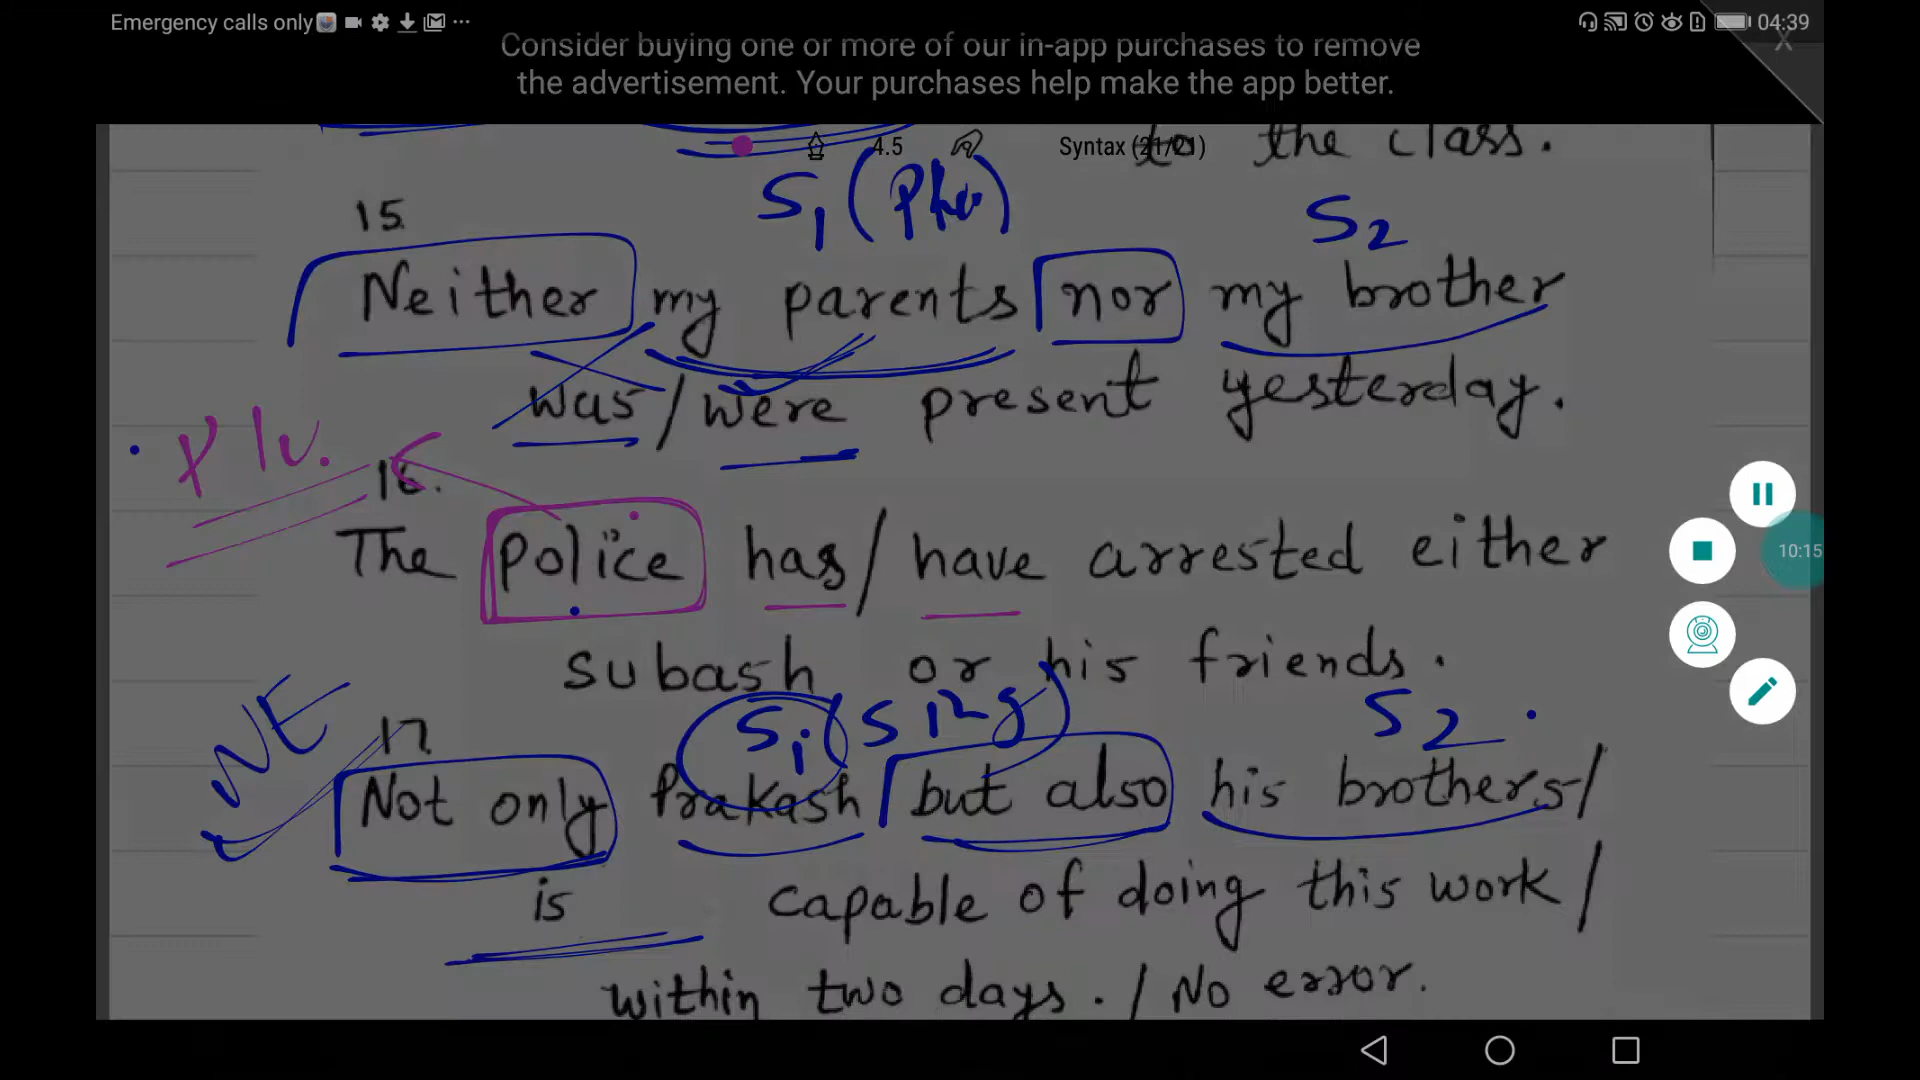 Emergency calls only
04:39
Consider buying one or more of our in-app purchases to remove
the advertisement. Your purchases help make the app better.
X
4.5 Syntax (21/21)
to the class.
S1 (Plu) S2
15.
Neither my parents nor my brother
was/were present yesterday.
Plu.
16.
The police has/have arrested either
10:15
subash or his friends.
NE
S1 (sing) S2
17.
Not only Prakash but also his brothers/
is capable of doing this work/
within two days./No error.